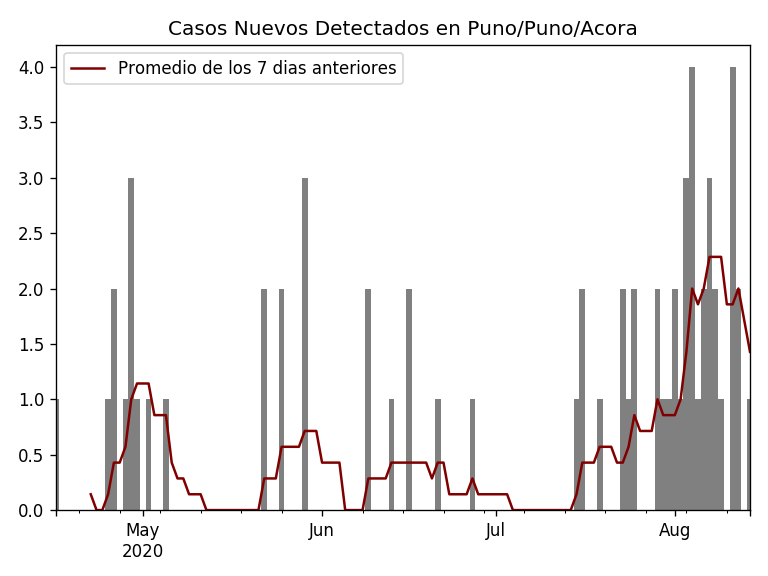 Casos Nuevos Detectados en Puno/Puno/Acora
Promedio de los 7 dias anteriores
4.0
3.5
3.0
2.5
2.0
1.5
1.0
0.5
0.0
May
2020
Jun
Jul
Aug